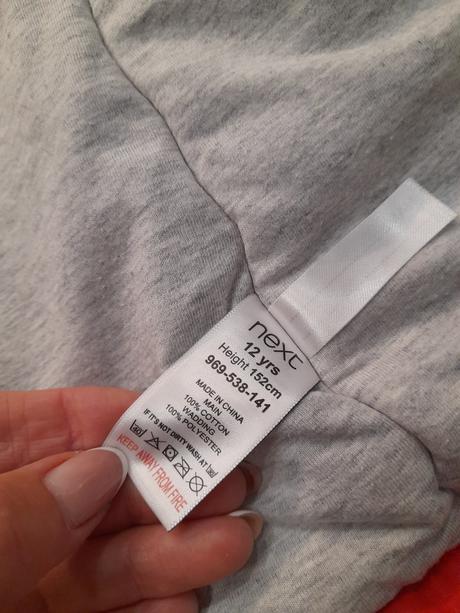 next
12 yrs
Height 152cm
969-538-141
MADE IN CHINA
MAIN
100% COTTON
WADDING
100% POLYESTER
IF IT'S NOT DIRTY WASH AT
KEEP AWAY FROM FIRE